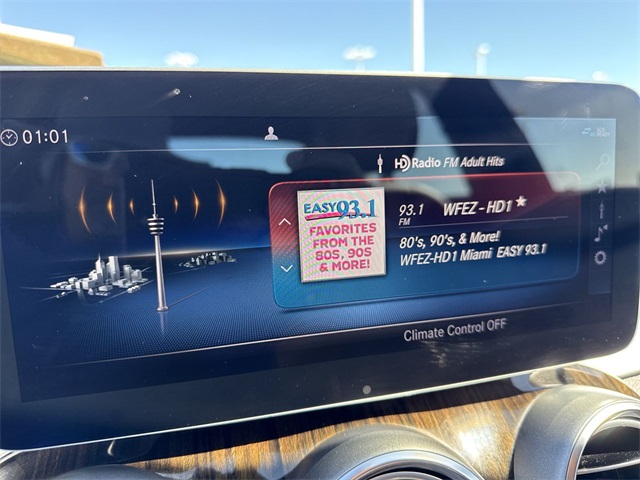 01:01
HD Radio FM Adult Hits
EASY 93.1
FAVORITES
FROM THE
80S, 90S
& MORE!
93.1 WFEZ - HD1
FM
80's, 90's, & More!
WFEZ-HD1 Miami EASY 93.1
Climate Control OFF